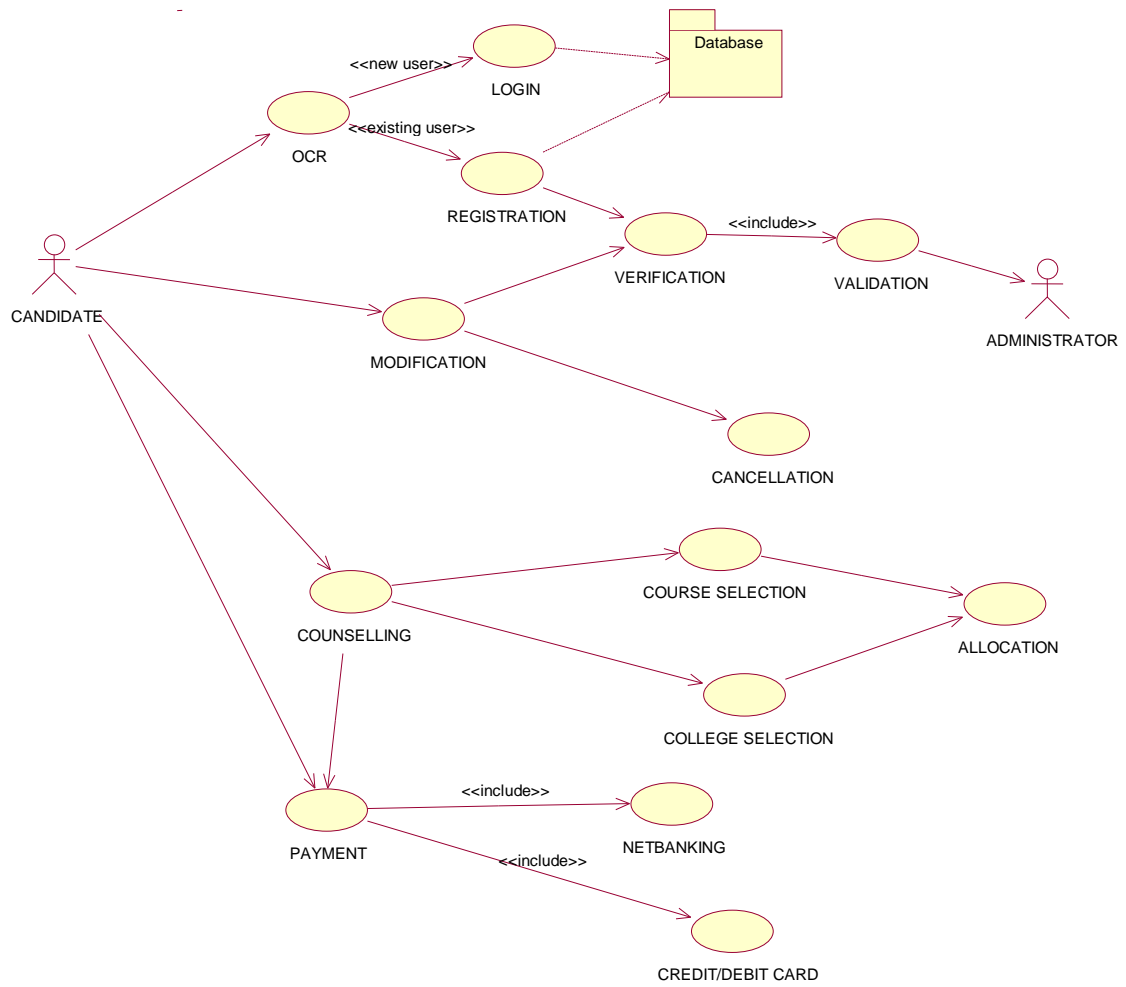 Database
<<new user>>
LOGIN
<<existing user>>
OCR
REGISTRATION
<<include>>
VERIFICATION
VALIDATION
CANDIDATE
ADMINISTRATOR
MODIFICATION
CANCELLATION
COURSE SELECTION
COUNSELLING
ALLOCATION
COLLEGE SELECTION
<<include>>
NETBANKING
PAYMENT
<<include>>
CREDIT/DEBIT CARD